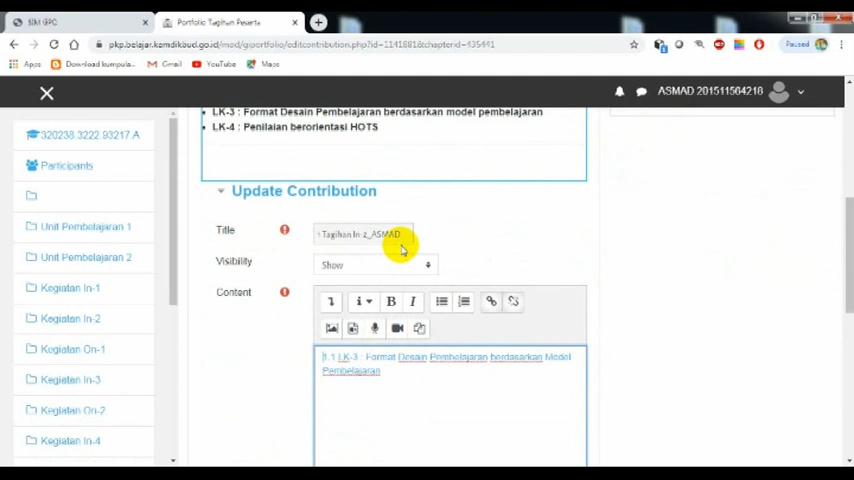 SIM GPO
Portfolio Tagihan Peserta
pkp.belajar.kemdikbud.go.id/mod/giportfolio/editcontribution.php?id=1141881&chapterid=435441
Paused
Apps
Download kumpula...
Gmail
YouTube
Maps
ASMAD 201511564218
LK-3 : Format Desain Pembelajaran berdasarkan model pembelajaran
LK-4 : Penilaian berorientasi HOTS
320238.3222.93217.A
Participants
Unit Pembelajaran 1
Unit Pembelajaran 2
Kegiatan In-1
Kegiatan In-2
Kegiatan On-1
Kegiatan In-3
Kegiatan On-2
Kegiatan In-4
Update Contribution
Title
Tagihan In-2_ASMAD
Visibility
Show
Content
B I
1.1 LK-3 : Format Desain Pembelajaran berdasarkan Model
Pembelajaran